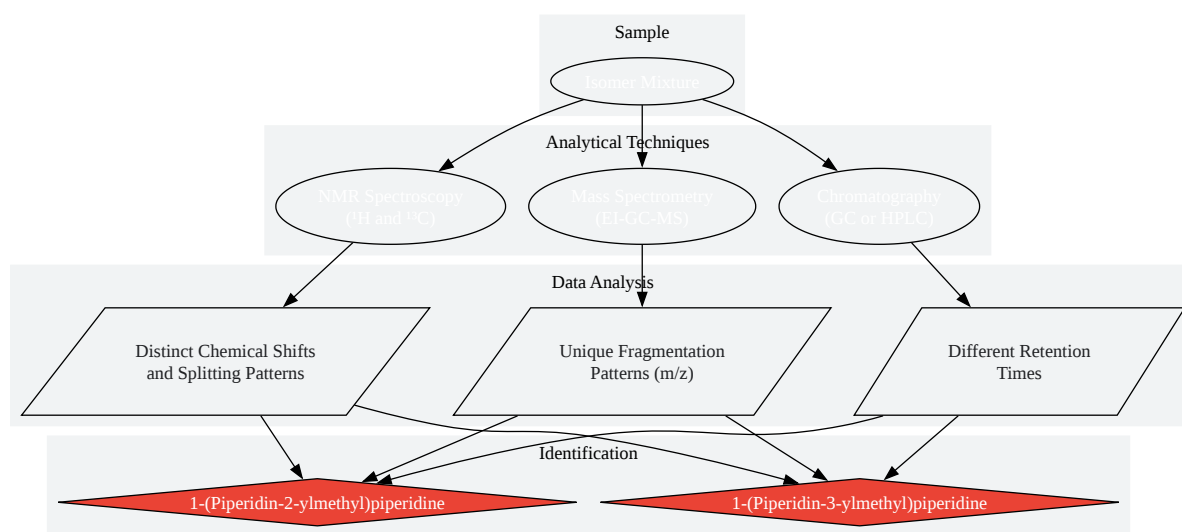 Sample
Isomer Mixture
Analytical Techniques
NMR Spectroscopy
(¹H and ¹³C)
Mass Spectrometry
(EI-GC-MS)
Chromatography
(GC or HPLC)
Data Analysis
Distinct Chemical Shifts
and Splitting Patterns
Unique Fragmentation
Patterns (m/z)
Different Retention
Times
Identification
1-(Piperidin-2-ylmethyl)piperidine
1-(Piperidin-3-ylmethyl)piperidine